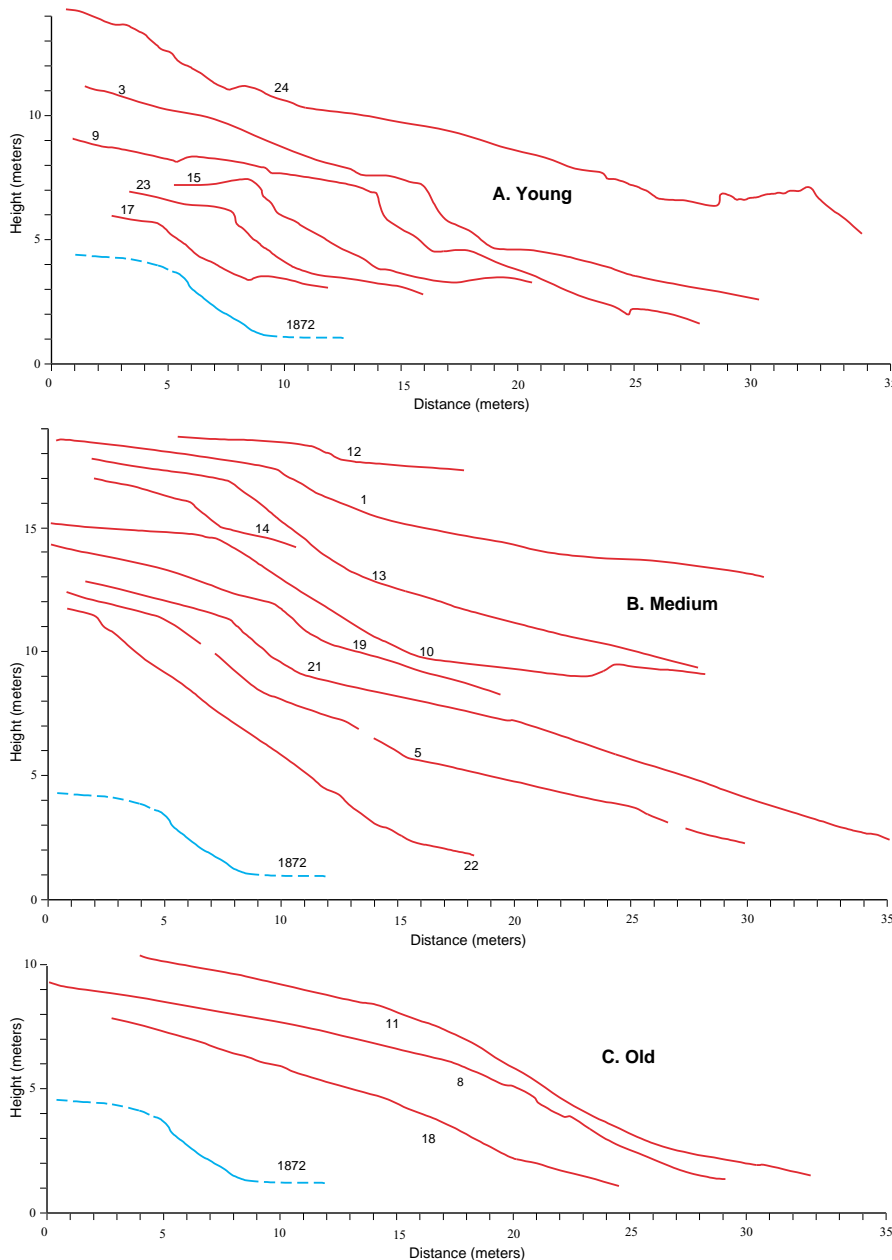 Height (meters)
10
5
0
24
3
9
15
23
17
1872
A. Young
0 5 10 15 20 25 30 35
Distance (meters)
Height (meters)
15
10
5
0
12
1
14
13
10
19
21
5
22
1872
B. Medium
0 5 10 15 20 25 30 35
Distance (meters)
Height (meters)
10
5
0
11
8
18
1872
C. Old
0 5 10 15 20 25 30 35
Distance (meters)